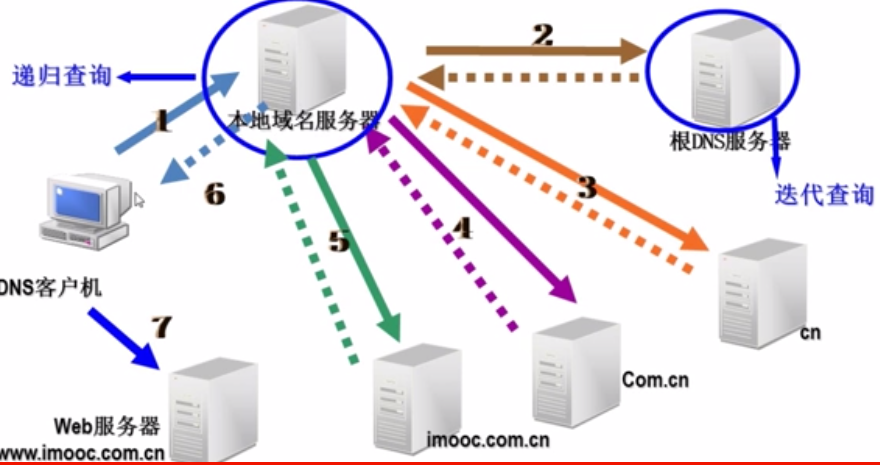 2
递归查询
1
本地域名服务器
根DNS服务器
迭代查询
6
3
4
5
DNS客户机
7
cn
Com.cn
Web服务器
imooc.com.cn
www.imooc.com.cn